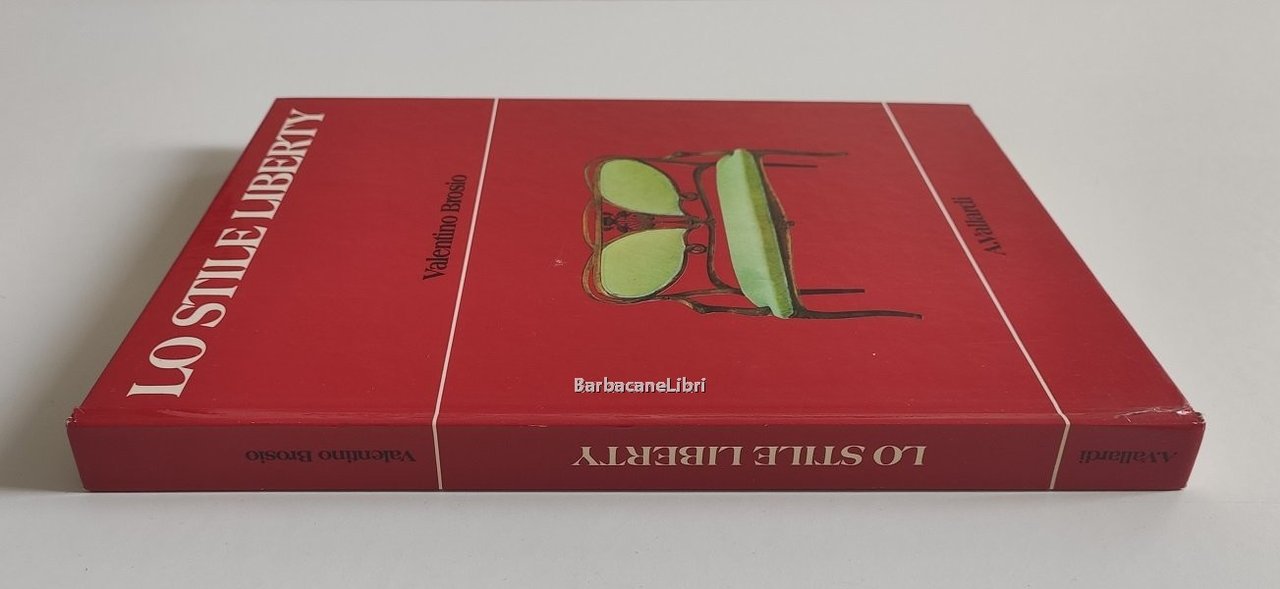 LO STILE LIBERTY
Valentino Brosio
A.Vallardi
BarbacaneLibri
Valentino Brosio
LO STILE LIBERTY
A.Vallardi